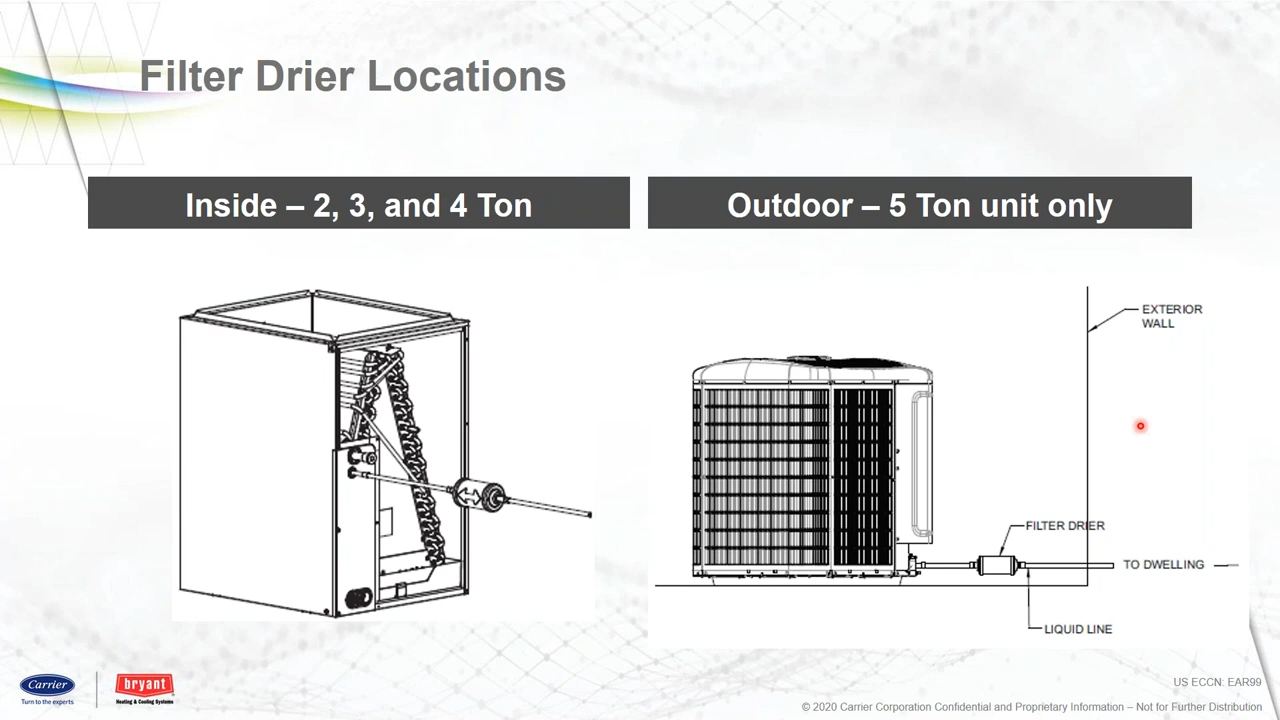 Filter Drier Locations
Inside – 2, 3, and 4 Ton
Outdoor – 5 Ton unit only
EXTERIOR
WALL
FILTER DRIER
TO DWELLING
LIQUID LINE
Carrier
Turn to the experts
bryant
Heating & Cooling Systems
US ECCN: EAR99
© 2020 Carrier Corporation Confidential and Proprietary Information – Not for Further Distribution